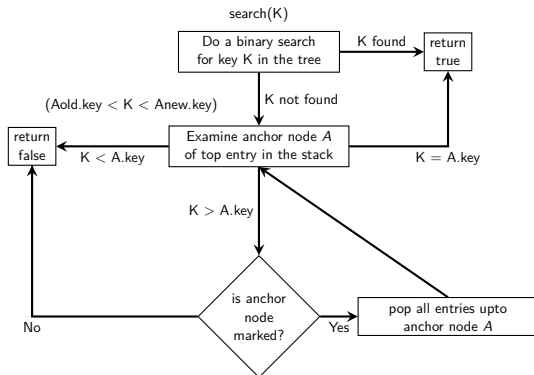 search(K)
Do a binary search
for key K in the tree
K found
return
true
K not found
(Aold.key < K < Anew.key)
return
false
K < A.key
Examine anchor node A
of top entry in the stack
K = A.key
K > A.key
is anchor
node
marked?
No
Yes
pop all entries upto
anchor node A